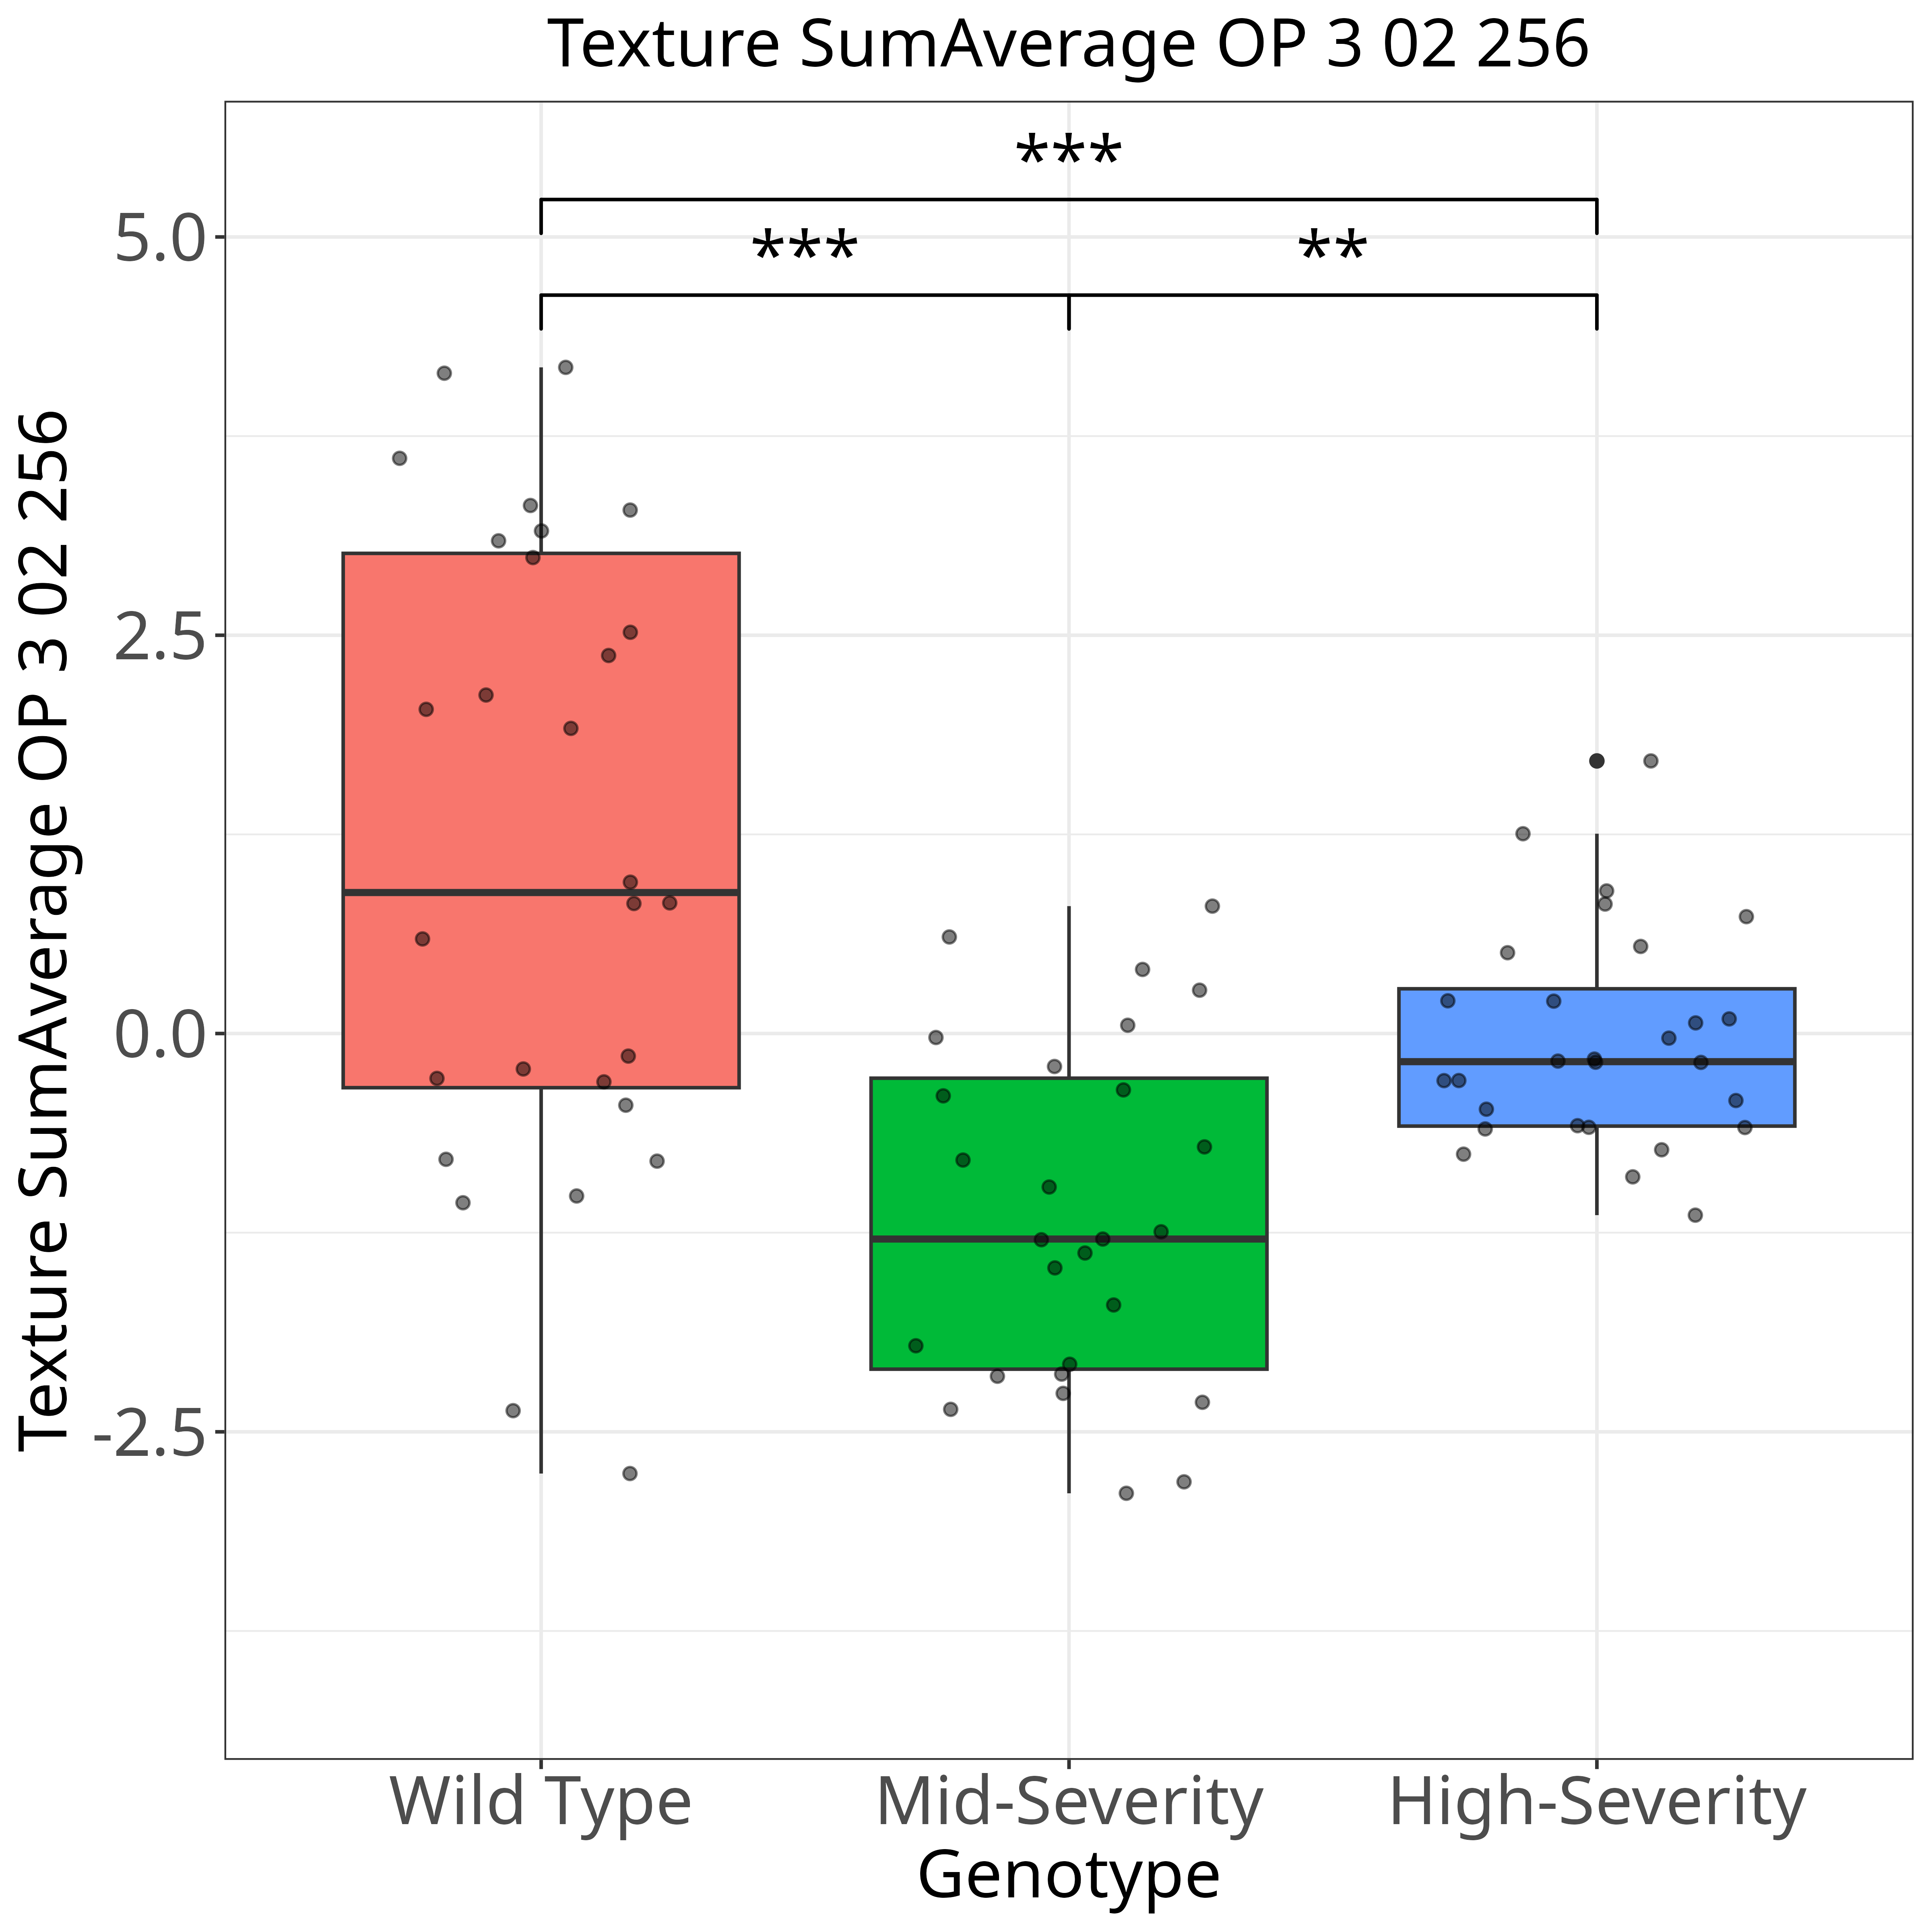 Texture SumAverage OP 3 02 256
***
***
**
5.0
2.5
0.0
-2.5
Texture SumAverage OP 3 02 256
Wild Type
Mid-Severity
High-Severity
Genotype